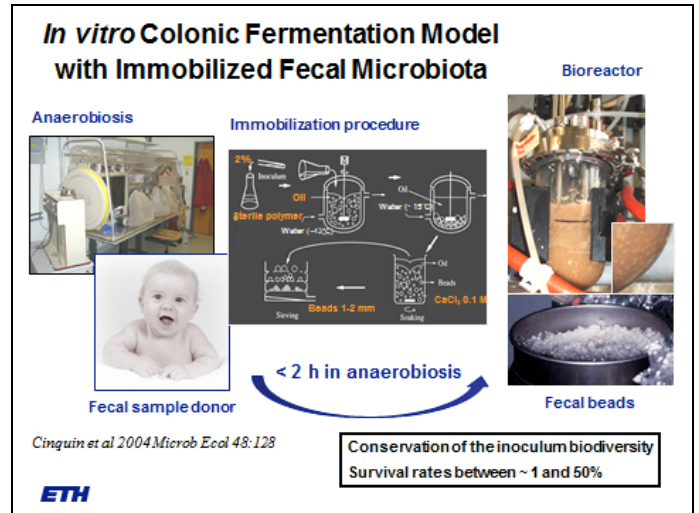 In vitro Colonic Fermentation Model
with Immobilized Fecal Microbiota
Bioreactor
Anaerobiosis
Immobilization procedure
2%
Inoculum
M
Oil
Oil
Sterile polymer
Water (~ 15°C)
Water (~43°C)
Oil
Beads
CaCl₂ 0.1 M
Beads 1-2 mm
Sieving
Soaking
< 2 h in anaerobiosis
Fecal sample donor
Fecal beads
Cinquin et al 2004 Microb Ecol 48:128
Conservation of the inoculum biodiversity
Survival rates between ~ 1 and 50%
ETH